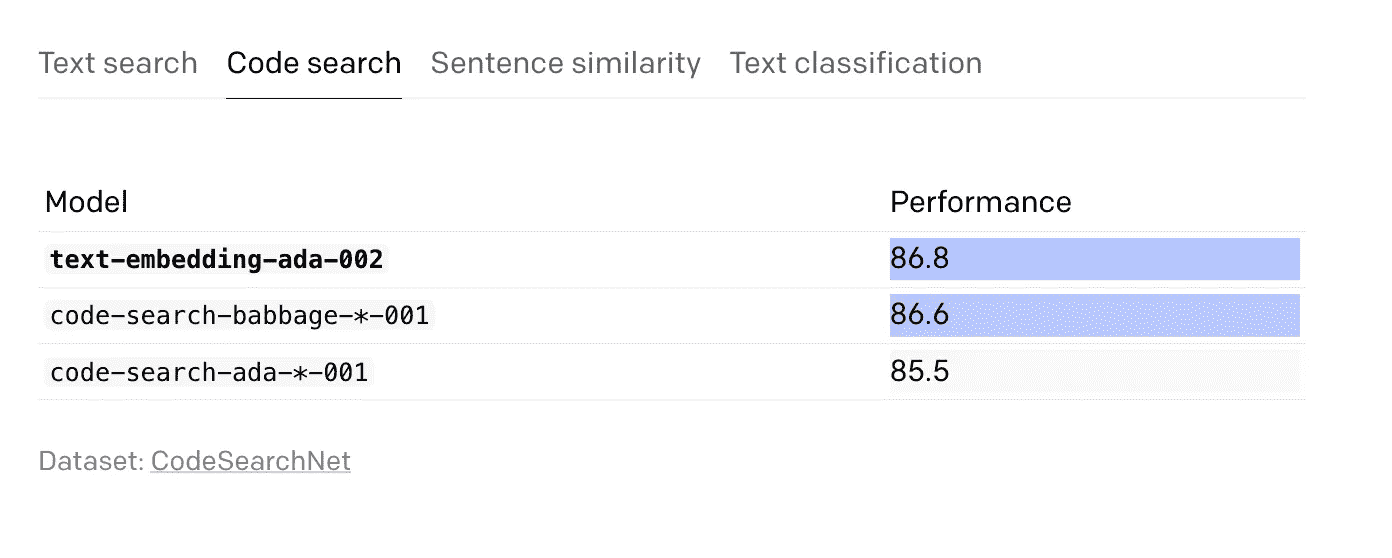 Text search Code search Sentence similarity Text classification
Model Performance
text-embedding-ada-002 86.8
code-search-babbage-*-001 86.6
code-search-ada-*-001 85.5
Dataset: CodeSearchNet